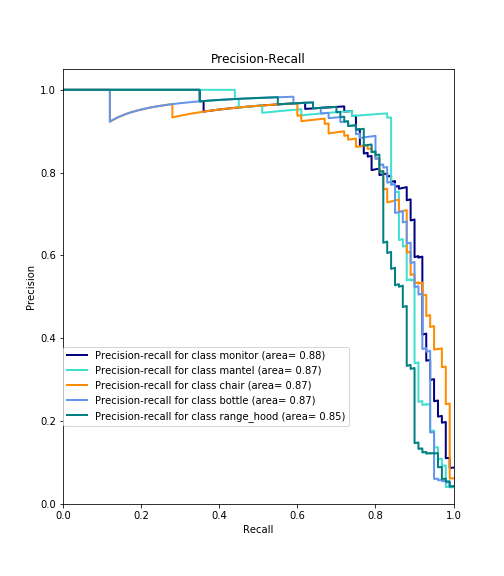 Precision-Recall
1.0
0.8
0.6
0.4
0.2
0.0
Precision
Precision-recall for class monitor (area= 0.88)
Precision-recall for class mantel (area= 0.87)
Precision-recall for class chair (area= 0.87)
Precision-recall for class bottle (area= 0.87)
Precision-recall for class range_hood (area= 0.85)
0.0 0.2 0.4 0.6 0.8 1.0
Recall